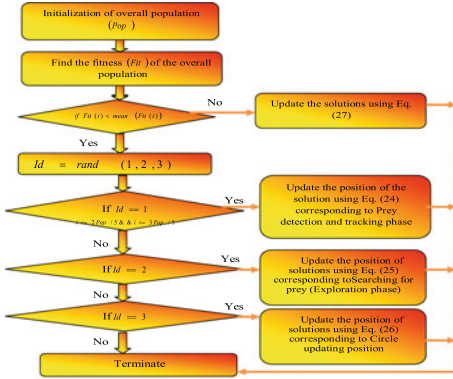 Initialization of overall population
(Pop)
Find the fitness (Fit) of the overall
population
if Fit (t) < mean (Fit (t))
No
Update the solutions using Eq.
(27)
Yes
Id = rand (1, 2, 3)
If Id == 1
i <= 2 Pop / 5 & & i <= 3 Pop / 5
Yes
Update the position of the
solution using Eq. (24)
corresponding to Prey
detection and tracking phase
No
If Id == 2
Yes
Update the position of
solutions using Eq. (25)
corresponding toSearching for
prey (Exploration phase)
No
If Id == 3
Yes
Update the position of
solutions using Eq. (26)
corresponding to Circle
updating position
No
Terminate